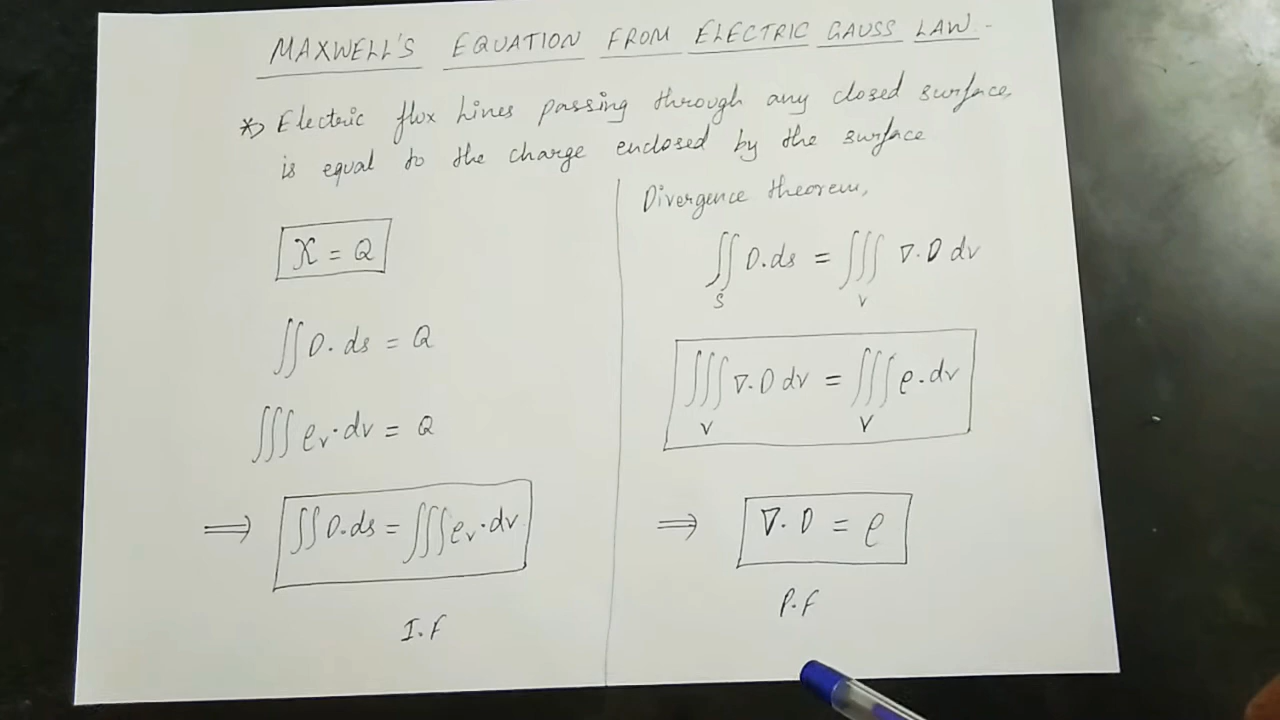 MAXWELL'S EQUATION FROM ELECTRIC GAUSS LAW.
*) Electric flux lines passing through any closed surface,
is equal to the charge enclosed by the surface
X = Q
∬ D. ds = Q
∭ ρv. dv = Q
⟹ ∬ D.ds = ∭ ρv. dv
I.F
Divergence theorem,
∬s D.ds = ∭v ∇.D dv
∭v ∇.D dv = ∭v ρ.dv
⟹ ∇. D = ρ
P.F